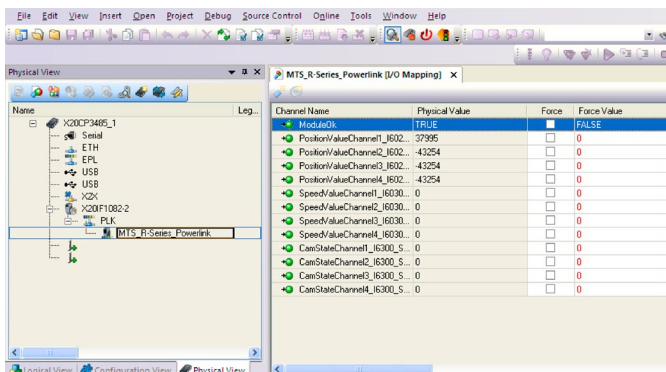 File Edit View Insert Open Project Debug Source Control Online Tools Window Help
Physical View
MTS_R-Series_Powerlink [I/O Mapping]
Name Leg...
X20CP3485_1
Serial
ETH
EPL
USB
USB
X2X
X20IF1082-2
PLK
MTS_R-Series_Powerlink
Channel Name Physical Value Force Force Value
ModuleOk TRUE FALSE
PositionValueChannel1_I602... 37995 0
PositionValueChannel2_I602... -43254 0
PositionValueChannel3_I602... -43254 0
PositionValueChannel4_I602... -43254 0
SpeedValueChannel1_I6030... 0 0
SpeedValueChannel2_I6030... 0 0
SpeedValueChannel3_I6030... 0 0
SpeedValueChannel4_I6030... 0 0
CamStateChannel1_I6300_S... 0 0
CamStateChannel2_I6300_S... 0 0
CamStateChannel3_I6300_S... 0 0
CamStateChannel4_I6300_S... 0 0
Logical View Configuration View Physical View